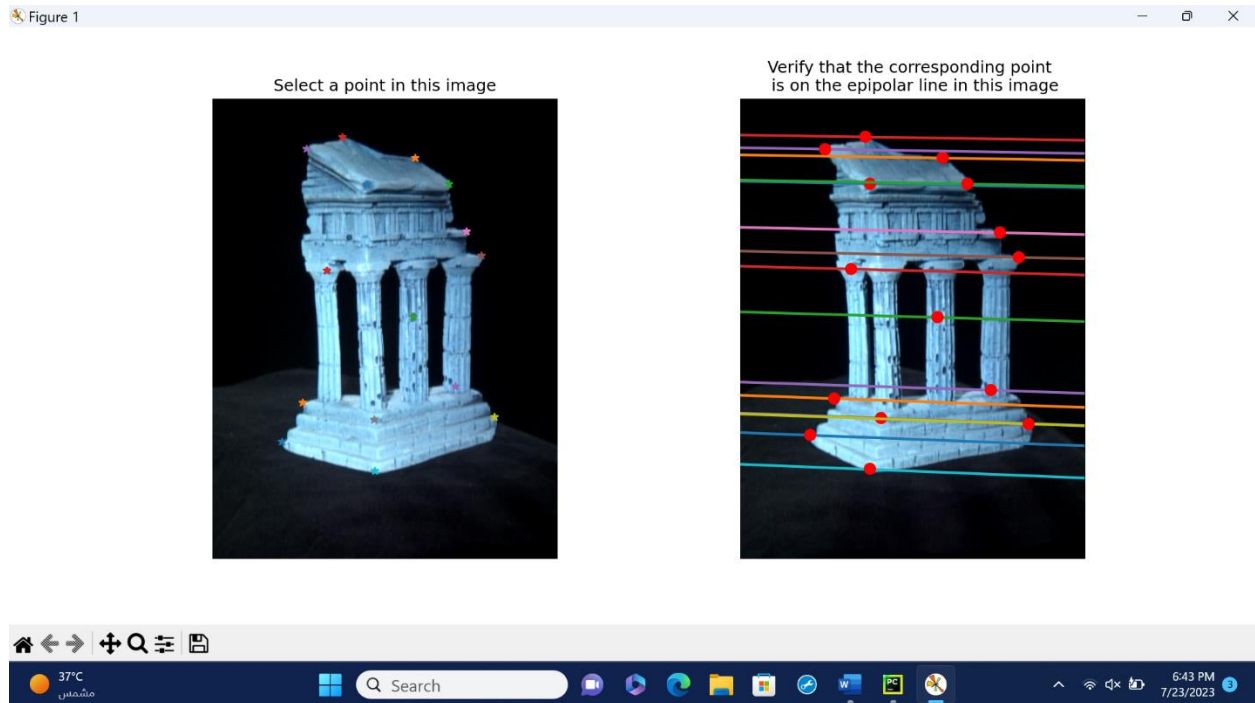 Figure 1
Select a point in this image
Verify that the corresponding point
is on the epipolar line in this image
37°C
مشمس
Search
W
PC
6:43 PM
7/23/2023
3